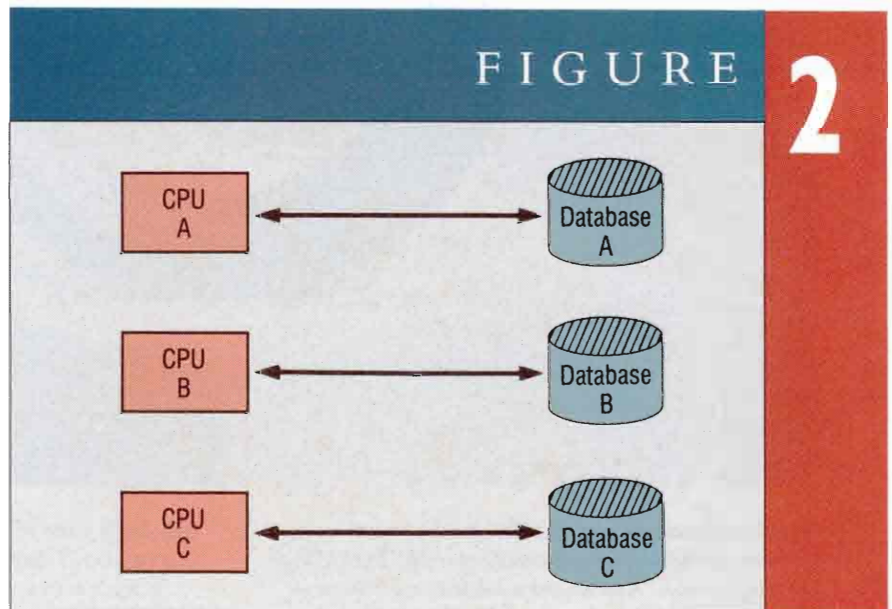 FIGURE 2
CPU
A
Database
A
CPU
B
Database
B
CPU
C
Database
C